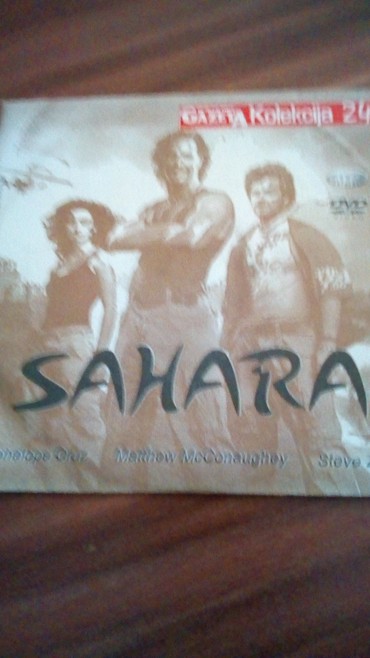 GAZETA Kolekcija 24
DVD
SAHARA
enelope Cruz Matthew McConaughey Steve